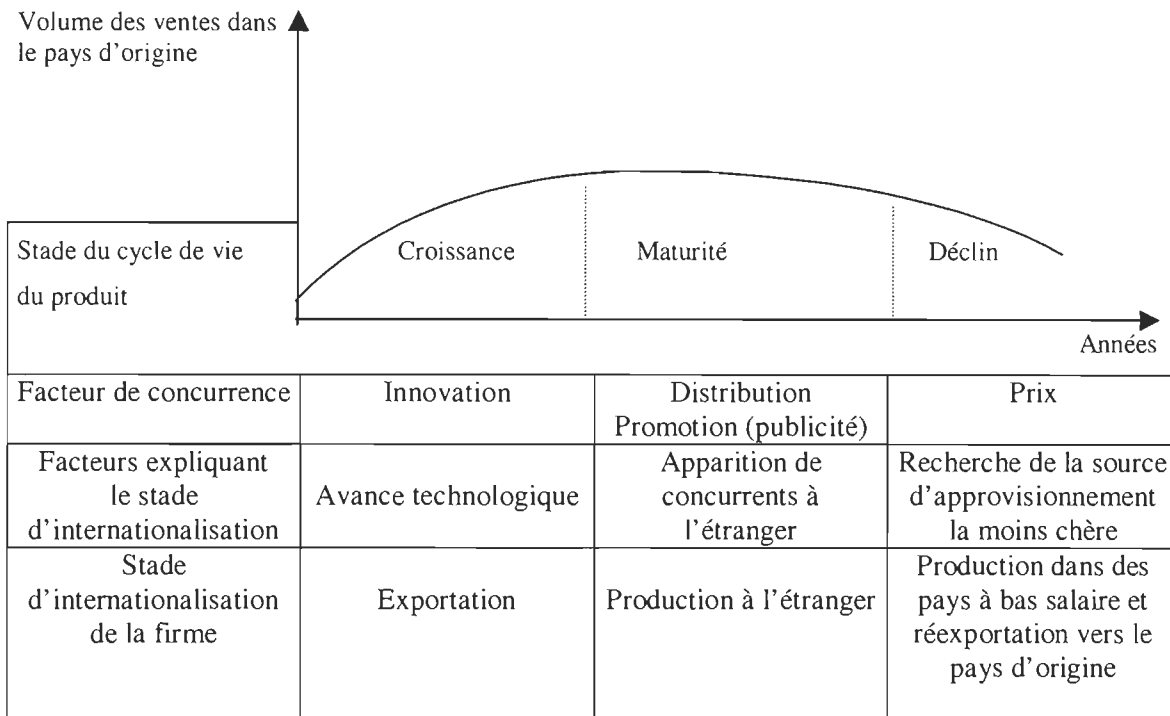 Volume des ventes dans
le pays d'origine
Stade du cycle de vie
du produit
Croissance
Maturité
Déclin
Années
Facteur de concurrence
Innovation
Distribution
Promotion (publicité)
Prix
Facteurs expliquant
le stade
d'internationalisation
Avance technologique
Apparition de
concurrents à
l'étranger
Recherche de la source
d'approvisionnement
la moins chère
Stade
d'internationalisation
de la firme
Exportation
Production à l'étranger
Production dans des
pays à bas salaire et
réexportation vers le
pays d'origine